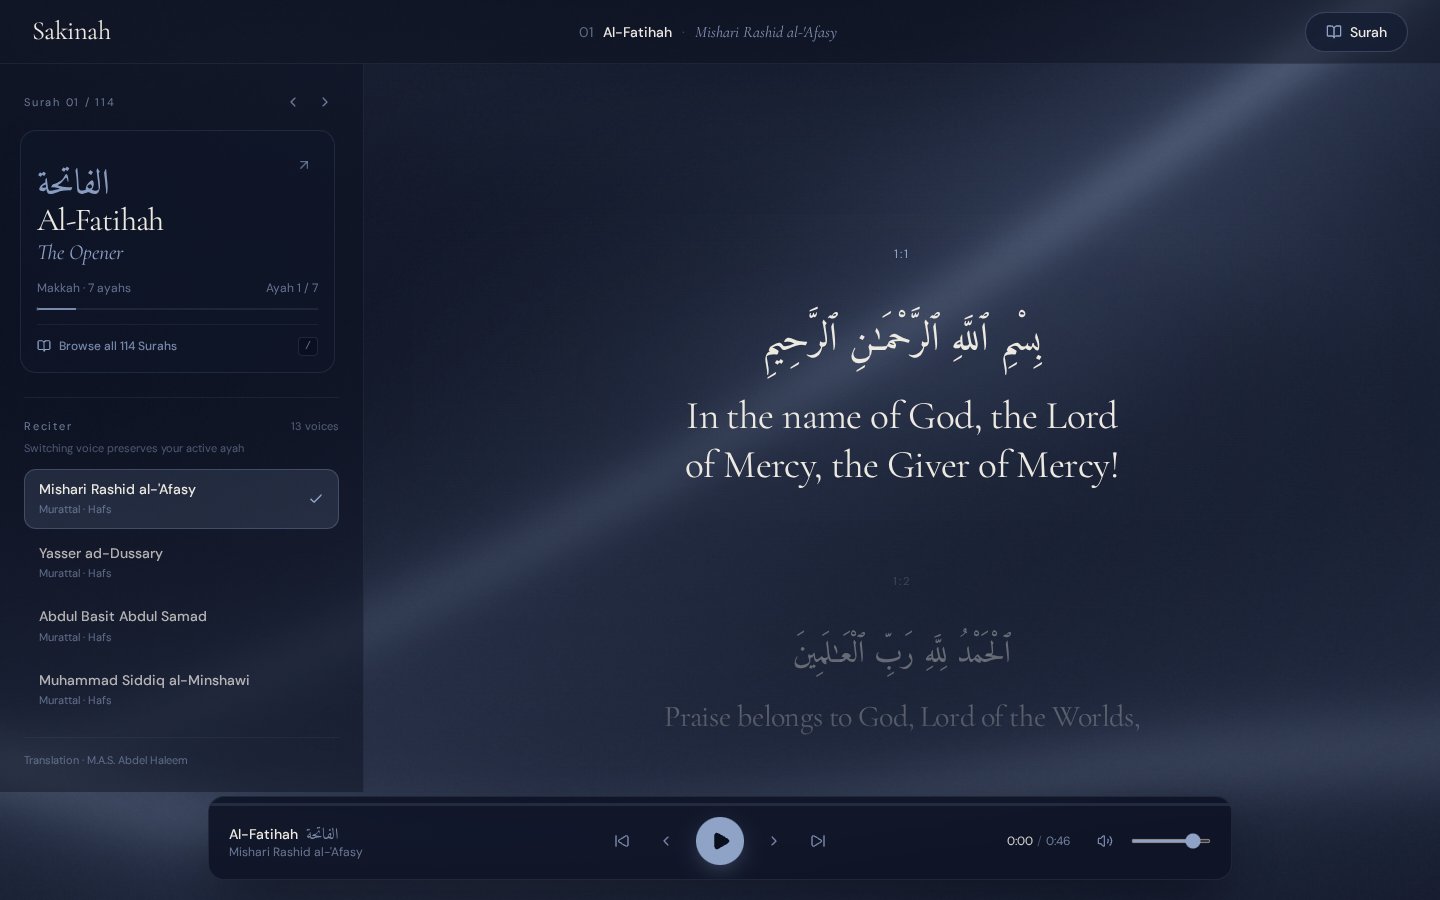 Sakinah
01 Al-Fatihah · Mishari Rashid al-'Afasy
Surah
Surah 01 / 114
الفاتحة
Al-Fatihah
The Opener
Makkah · 7 ayahs
Ayah 1 / 7
Browse all 114 Surahs
/
Reciter
13 voices
Switching voice preserves your active ayah
Mishari Rashid al-'Afasy
Murattal · Hafs
Yasser ad-Dussary
Murattal · Hafs
Abdul Basit Abdul Samad
Murattal · Hafs
Muhammad Siddiq al-Minshawi
Murattal · Hafs
Translation · M.A.S. Abdel Haleem
1:1
بِسْمِ ٱللَّهِ ٱلرَّحْمَـٰنِ ٱلرَّحِيمِ
In the name of God, the Lord
of Mercy, the Giver of Mercy!
1:2
ٱلْحَمْدُ لِلَّهِ رَبِّ ٱلْعَـٰلَمِينَ
Praise belongs to God, Lord of the Worlds,
Al-Fatihah الفاتحة
Mishari Rashid al-'Afasy
0:00 / 0:46